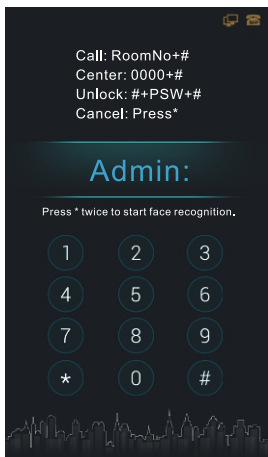 Call: RoomNo+#
Center: 0000+#
Unlock: #+PSW+#
Cancel: Press*
Admin:
Press * twice to start face recognition.
1 2 3
4 5 6
7 8 9
* 0 #